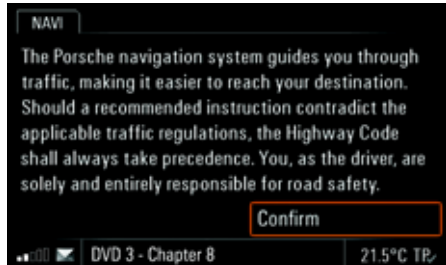 NAVI
The Porsche navigation system guides you through
traffic, making it easier to reach your destination.
Should a recommended instruction contradict the
applicable traffic regulations, the Highway Code
shall always take precedence. You, as the driver, are
solely and entirely responsible for road safety.
Confirm
DVD 3 - Chapter 8 21.5°C TP